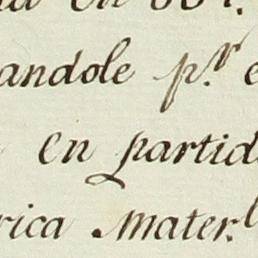 andole p.r e
en partid
rica Mater.l